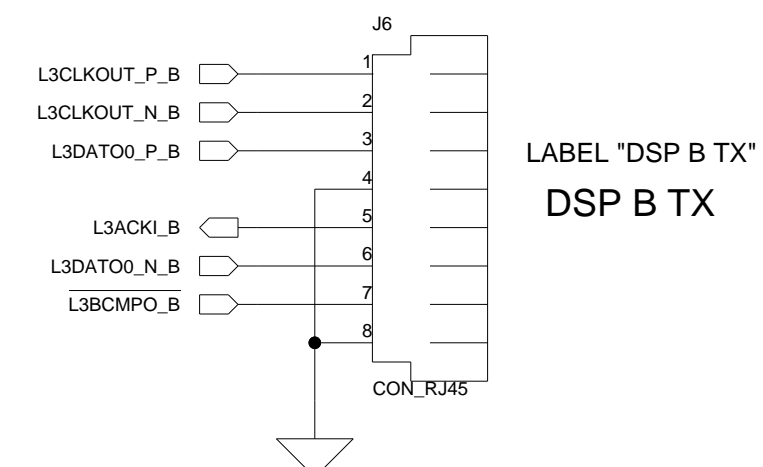 J6
L3CLKOUT_P_B 1
L3CLKOUT_N_B 2
L3DATO0_P_B 3
LABEL "DSP B TX"
4
DSP B TX
L3ACKI_B 5
L3DATO0_N_B 6
L3BCMPO_B 7
8
CON_RJ45